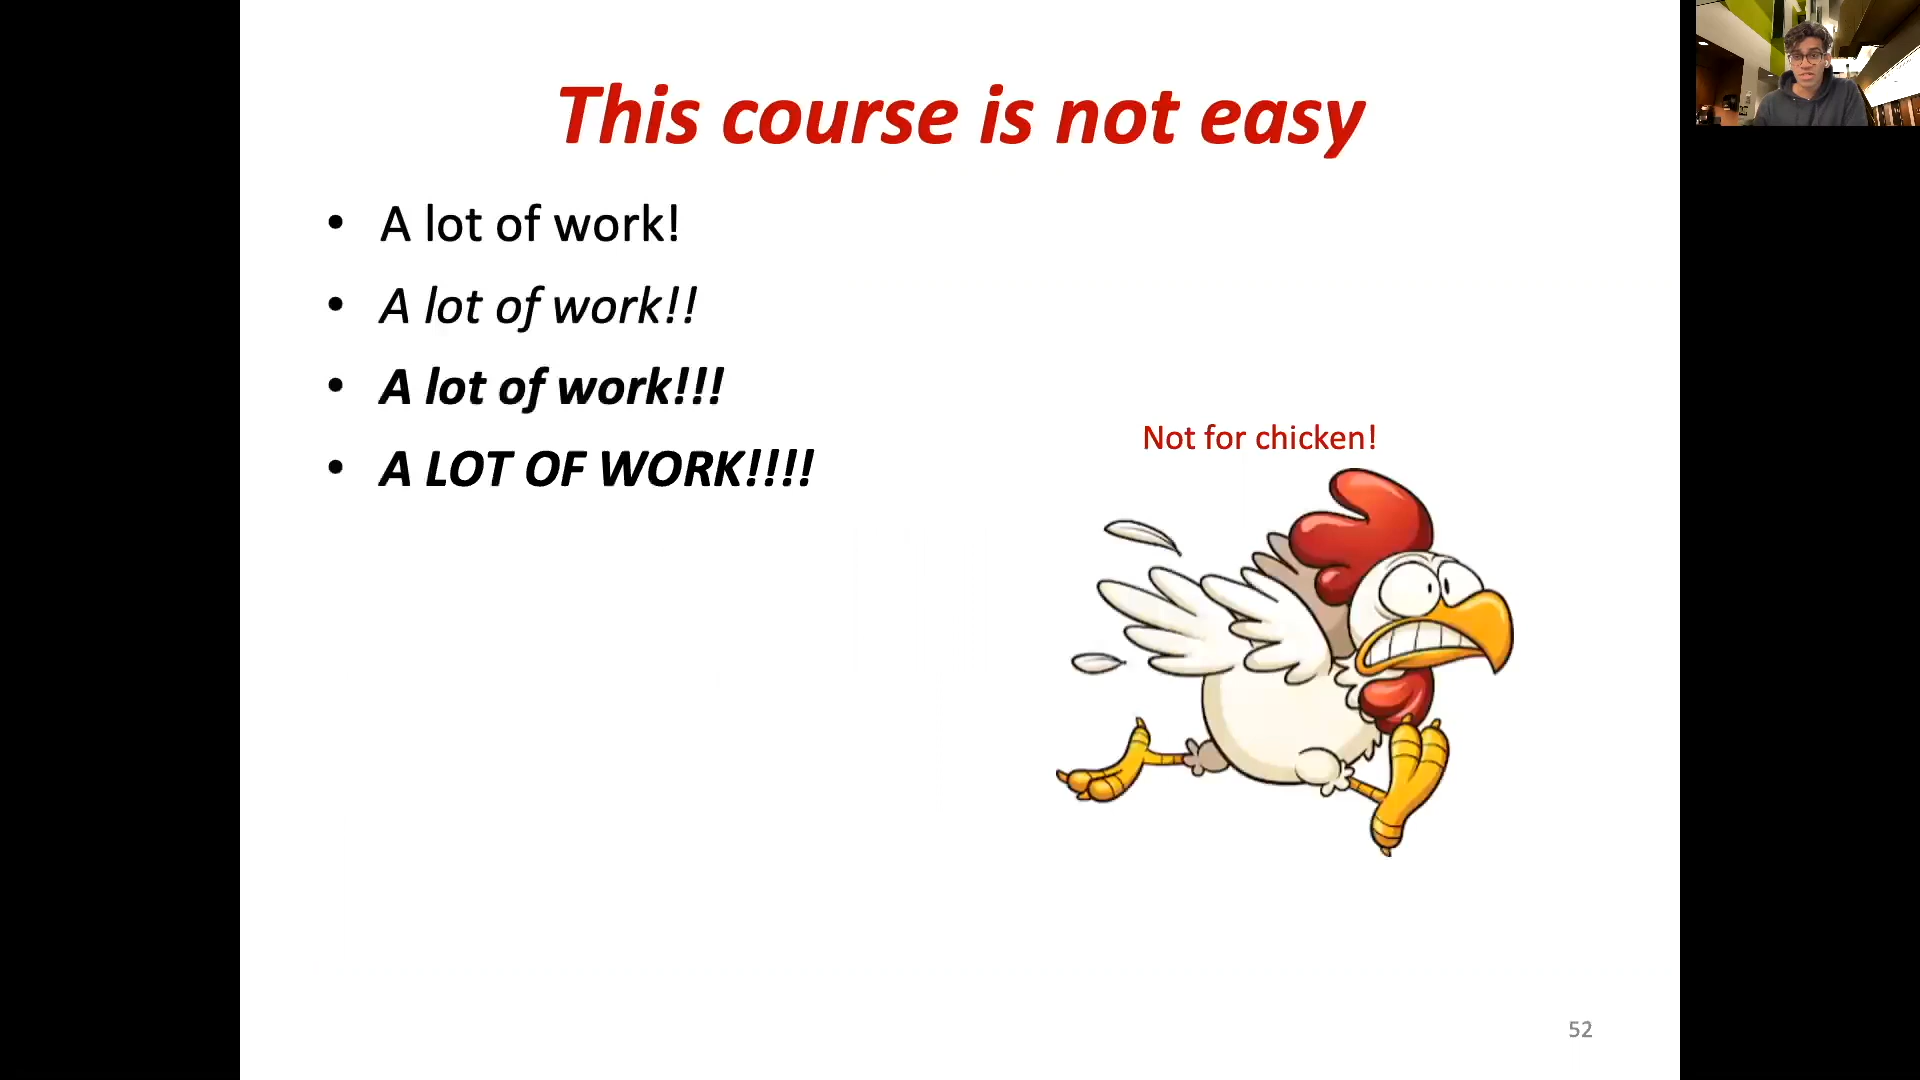 This course is not easy
• A lot of work!
• A lot of work!!
• A lot of work!!!
• A LOT OF WORK!!!!
Not for chicken!
52